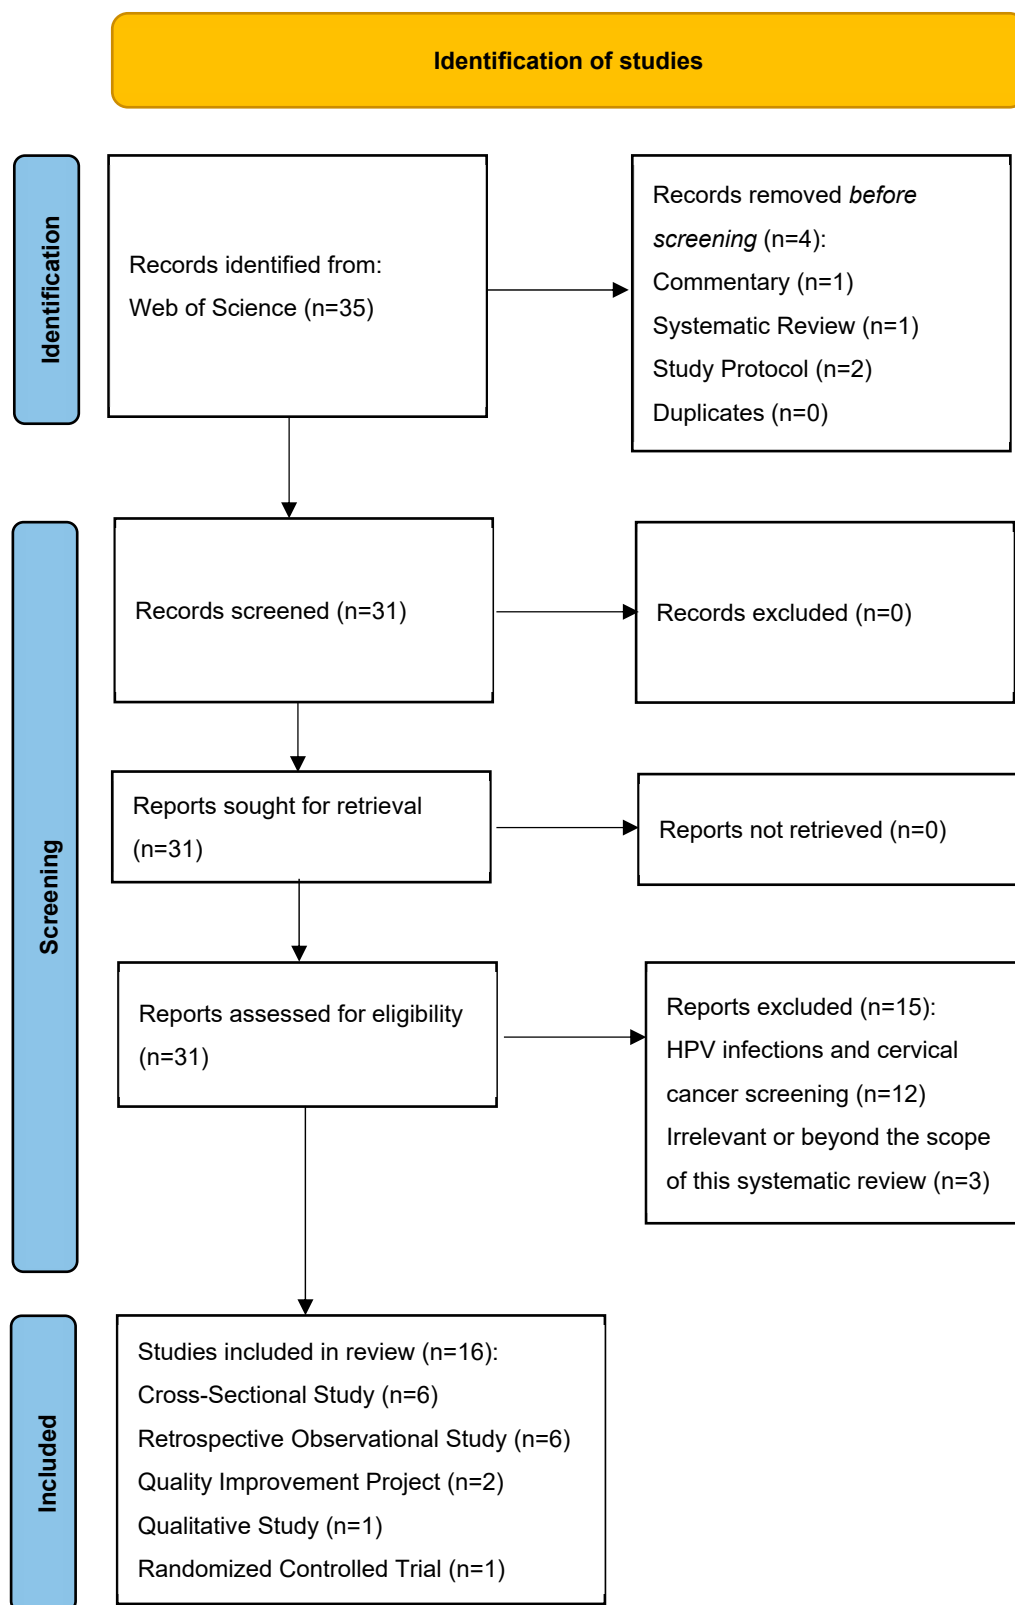 Identification of studies
Identification
Records identified from:
Web of Science (n=35)
Records removed before
screening (n=4):
Commentary (n=1)
Systematic Review (n=1)
Study Protocol (n=2)
Duplicates (n=0)
Screening
Records screened (n=31)
Records excluded (n=0)
Reports sought for retrieval
(n=31)
Reports not retrieved (n=0)
Reports assessed for eligibility
(n=31)
Reports excluded (n=15):
HPV infections and cervical
cancer screening (n=12)
Irrelevant or beyond the scope
of this systematic review (n=3)
Included
Studies included in review (n=16):
Cross-Sectional Study (n=6)
Retrospective Observational Study (n=6)
Quality Improvement Project (n=2)
Qualitative Study (n=1)
Randomized Controlled Trial (n=1)